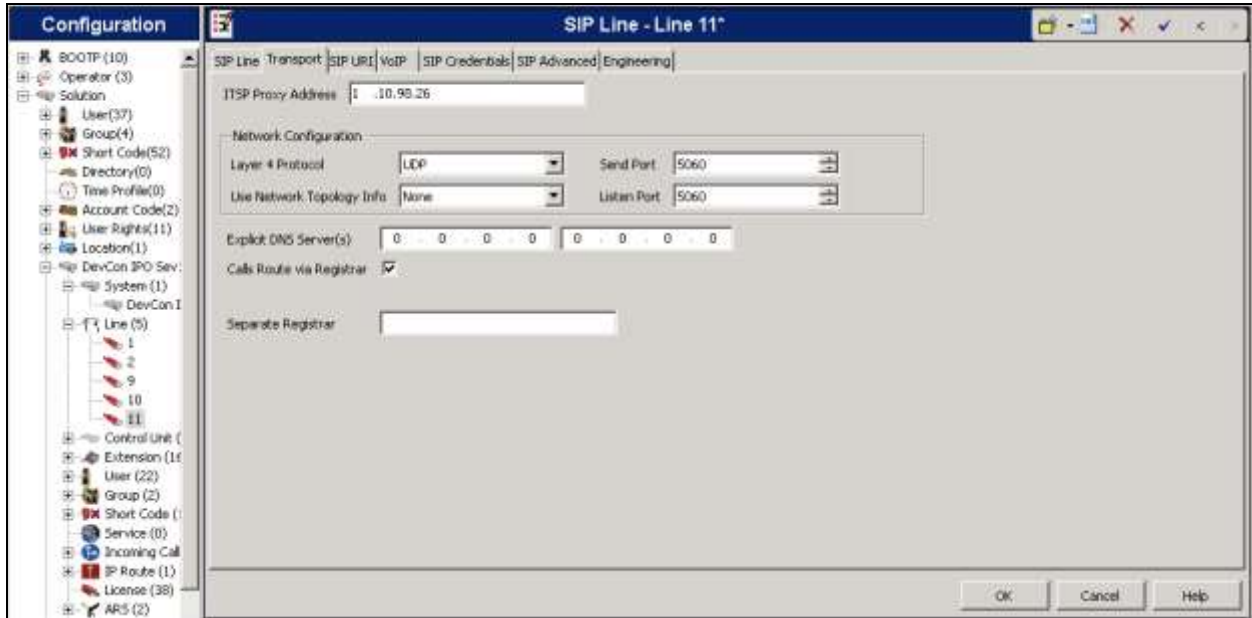 Configuration
SIP Line - Line 11*
BOOTP (10)
Operator (3)
Solution
User(37)
Group(4)
Short Code(52)
Directory(0)
Time Profile(0)
Account Code(2)
User Rights(11)
Location(1)
DevCon IPO Sev
System (1)
DevCon I
Line (5)
1
2
9
10
11
Control Unit (
Extension (16
User (22)
Group (2)
Short Code (
Service (0)
Incoming Call
IP Route (1)
License (38)
ARS (2)
SIP Line Transport SIP URI VoIP SIP Credentials SIP Advanced Engineering
ITSP Proxy Address 1 .10.98.26
Network Configuration
Layer 4 Protocol UDP Send Port 5060
Use Network Topology Info None Listen Port 5060
Explicit DNS Server(s) 0 . 0 . 0 . 0 0 . 0 . 0 . 0
Calls Route via Registrar
Separate Registrar
OK Cancel Help